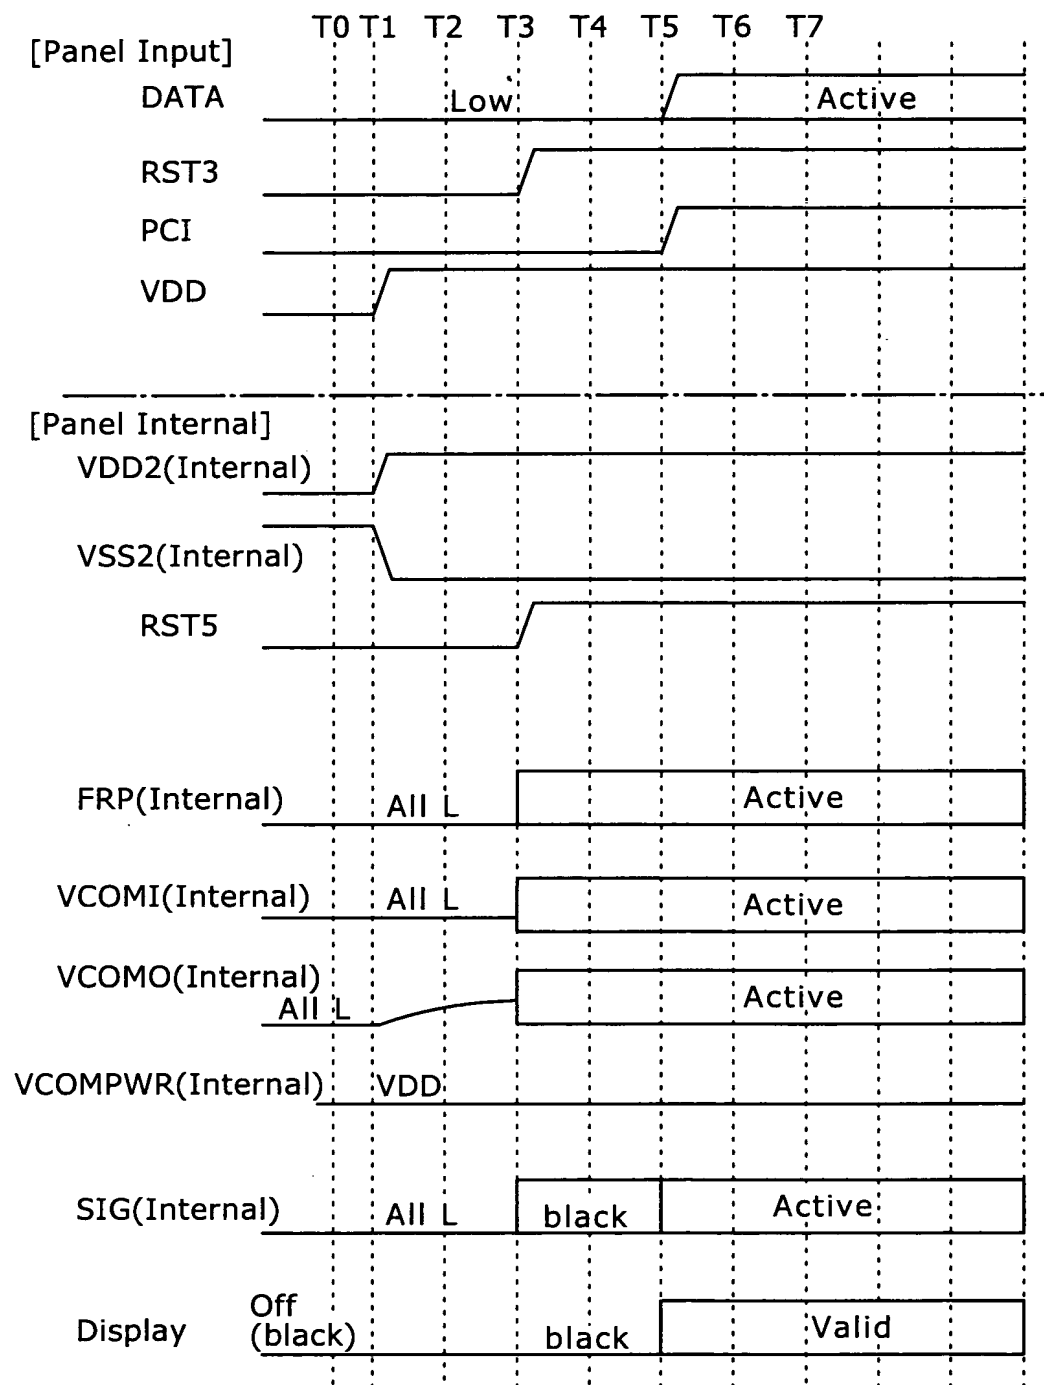 T0 T1 T2 T3 T4 T5 T6 T7
[Panel Input]
DATA Low Active
RST3
PCI
VDD
[Panel Internal]
VDD2(Internal)
VSS2(Internal)
RST5
FRP(Internal) All L Active
VCOMI(Internal) All L Active
VCOMO(Internal)
All L Active
VCOMPWR(Internal) VDD
SIG(Internal) All L black Active
Off
Display (black) black Valid